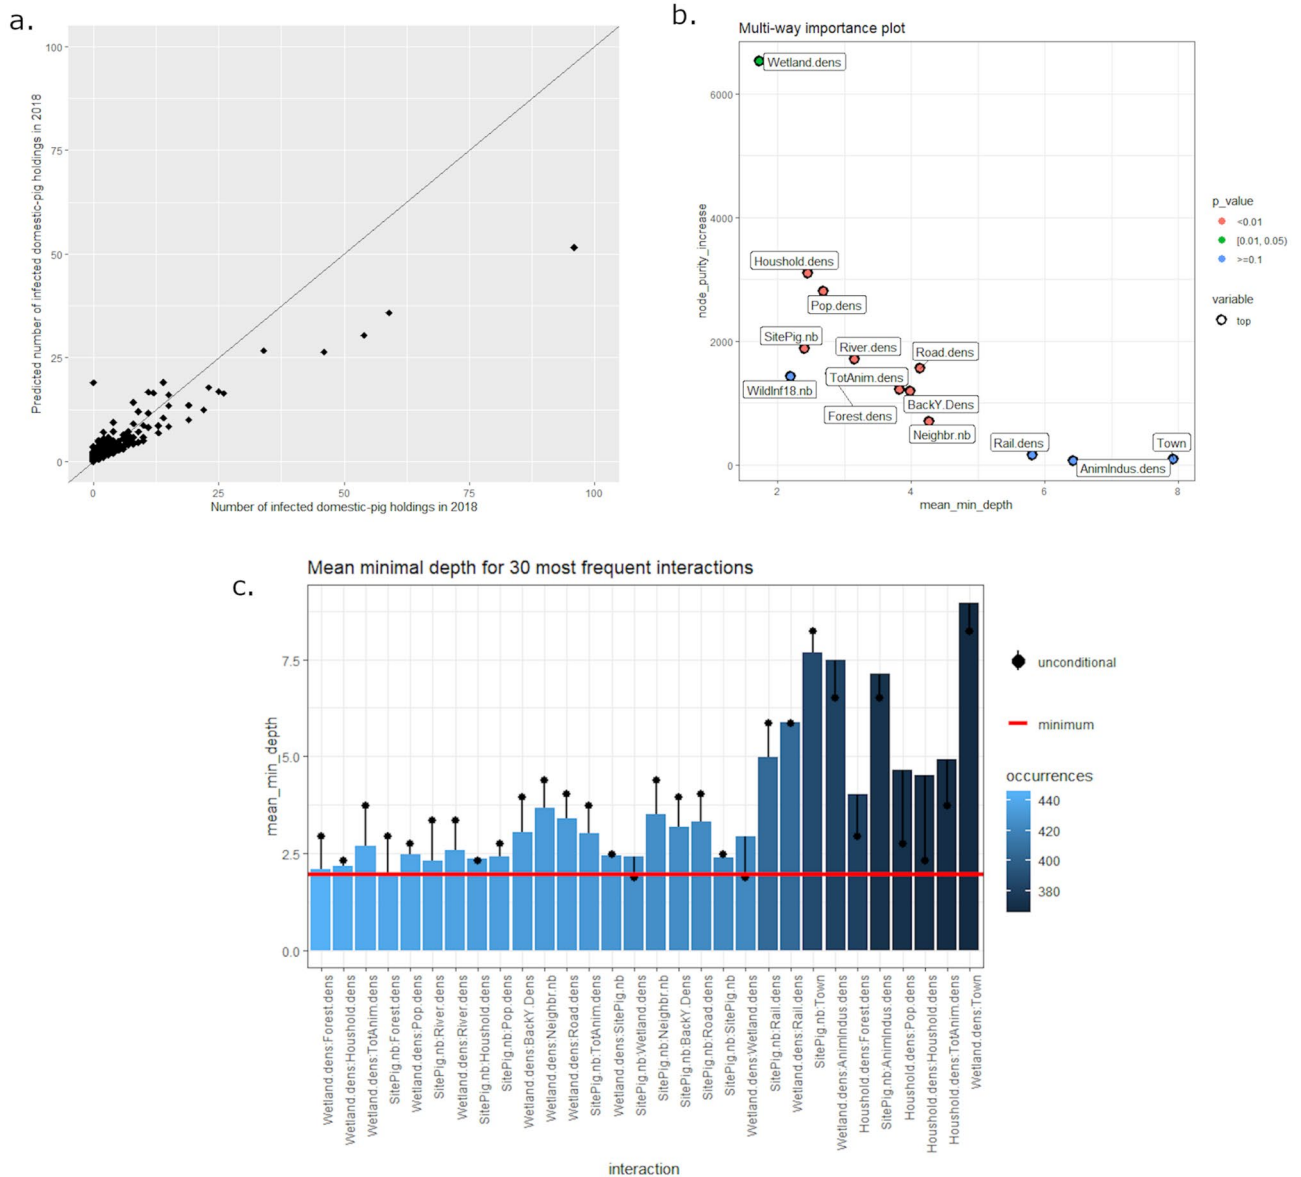 a.
Predicted number of infected domestic-pig holdings in 2018
100
75
50
25
0
0 25 50 75 100
Number of infected domestic-pig holdings in 2018
b.
Multi-way importance plot
node_purity_increase
6000
4000
2000
0
Wetland.dens
Houshold.dens
Pop.dens
SitePig.nb
River.dens
Road.dens
TotAnim.dens
WildInf18.nb
BackY.Dens
Forest.dens
Neighbr.nb
Rail.dens
Town
AnimIndus.dens
2 4 6 8
mean_min_depth
p_value
<0.01
[0.01, 0.05)
>=0.1
variable
top
c.
Mean minimal depth for 30 most frequent interactions
mean_min_depth
7.5
5.0
2.5
0.0
Wetland.dens:Forest.dens
Wetland.dens:Houshold.dens
Wetland.dens:TotAnim.dens
SitePig.nb:Forest.dens
Wetland.dens:Pop.dens
SitePig.nb:River.dens
Wetland.dens:River.dens
SitePig.nb:Houshold.dens
SitePig.nb:Pop.dens
Wetland.dens:BackY.Dens
Wetland.dens:Neighbr.nb
Wetland.dens:Road.dens
SitePig.nb:TotAnim.dens
Wetland.dens:SitePig.nb
SitePig.nb:Wetland.dens
SitePig.nb:Neighbr.nb
SitePig.nb:BackY.Dens
SitePig.nb:Road.dens
SitePig.nb:SitePig.nb
Wetland.dens:Wetland.dens
SitePig.nb:Rail.dens
Wetland.dens:Rail.dens
SitePig.nb:Town
Wetland.dens:AnimIndus.dens
Houshold.dens:Forest.dens
SitePig.nb:AnimIndus.dens
Houshold.dens:Pop.dens
Houshold.dens:Houshold.dens
Houshold.dens:TotAnim.dens
Wetland.dens:Town
interaction
unconditional
minimum
occurrences
440
420
400
380